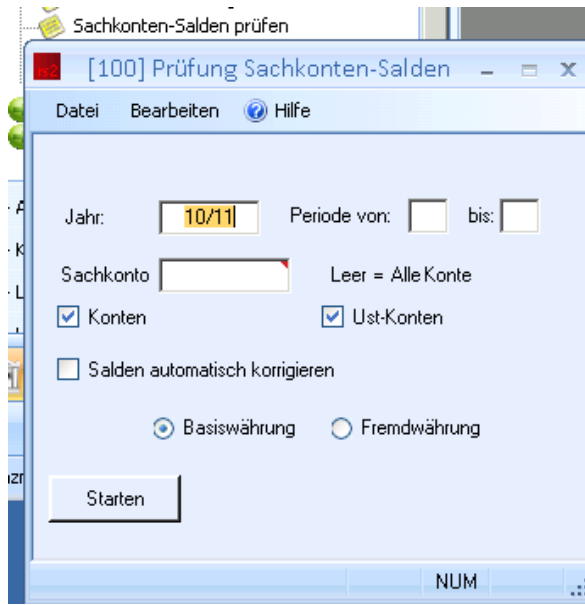 Sachkonten-Salden prüfen
rs2 [100] Prüfung Sachkonten-Salden
Datei Bearbeiten Hilfe
Jahr: 10/11 Periode von: bis:
Sachkonto Leer = Alle Konte
Konten Ust-Konten
Salden automatisch korrigieren
Basiswährung Fremdwährung
Starten
NUM